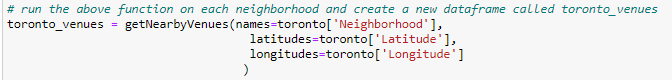 # run the above function on each neighborhood and create a new dataframe called toronto_venues
toronto_venues = getNearbyVenues(names=toronto['Neighborhood'],
latitudes=toronto['Latitude'],
longitudes=toronto['Longitude']
)